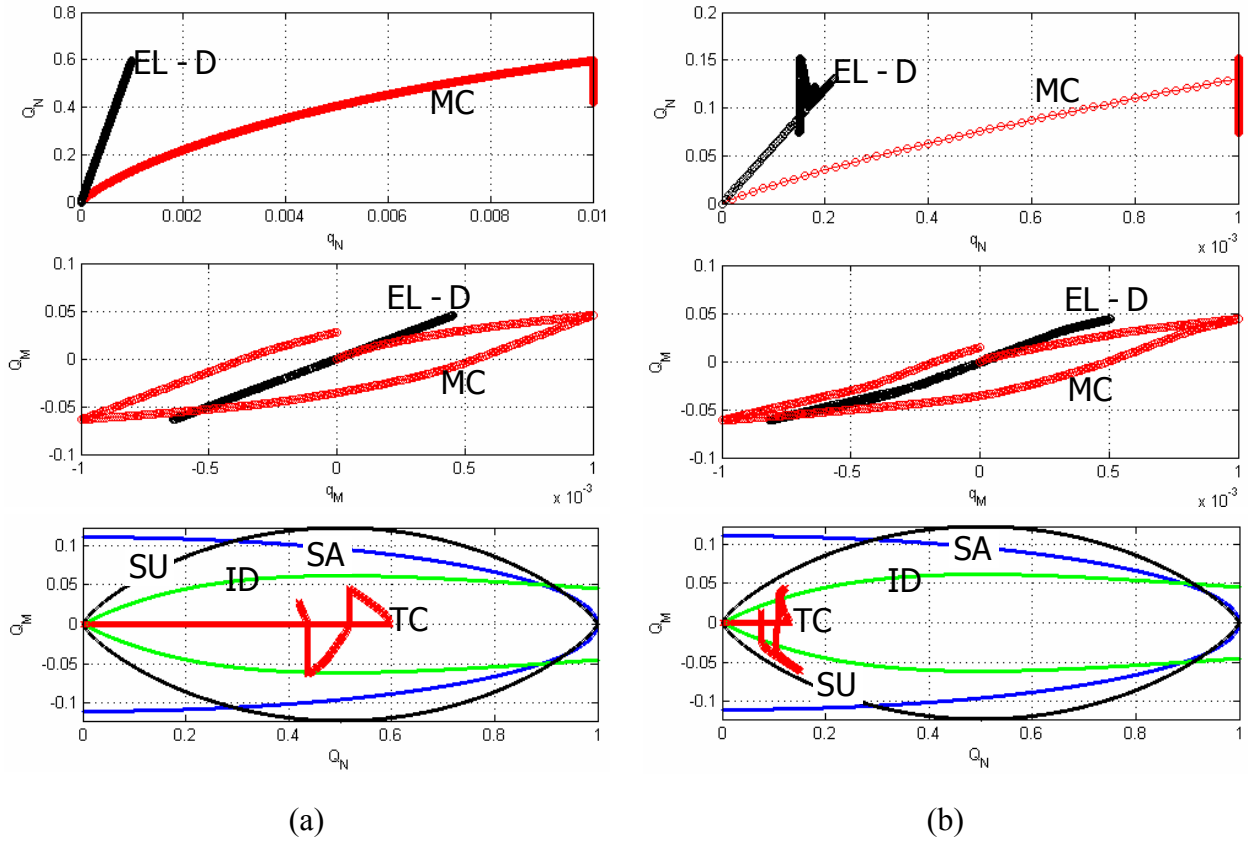 0.8
0.6
0.4
0.2
0
Q_N
EL - D
MC
0 0.002 0.004 0.006 0.008 0.01
q_N
0.1
0.05
0
-0.05
-0.1
Q_M
EL - D
MC
-1 -0.5 0 0.5 1
q_M
x 10^-3
0.1
0.05
0
-0.05
-0.1
Q_M
SU
SA
ID
TC
0 0.2 0.4 0.6 0.8 1
Q_N
(a)
0.2
0.15
0.1
0.05
0
Q_N
EL - D
MC
0 0.2 0.4 0.6 0.8 1
q_N
x 10^-3
0.1
0.05
0
-0.05
-0.1
Q_M
EL - D
MC
-1 -0.5 0 0.5 1
q_M
x 10^-3
0.1
0.05
0
-0.05
-0.1
Q_M
SA
ID
TC
SU
0 0.2 0.4 0.6 0.8 1
Q_N
(b)